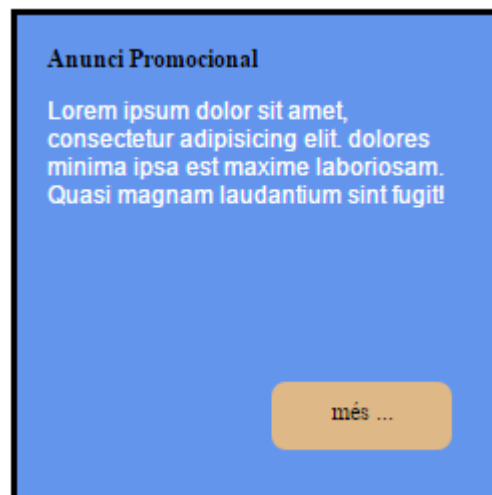 Anunci Promocional
Lorem ipsum dolor sit amet,
consectetur adipisicing elit. dolores
minima ipsa est maxime laboriosam.
Quasi magnam laudantium sint fugit!
més ...